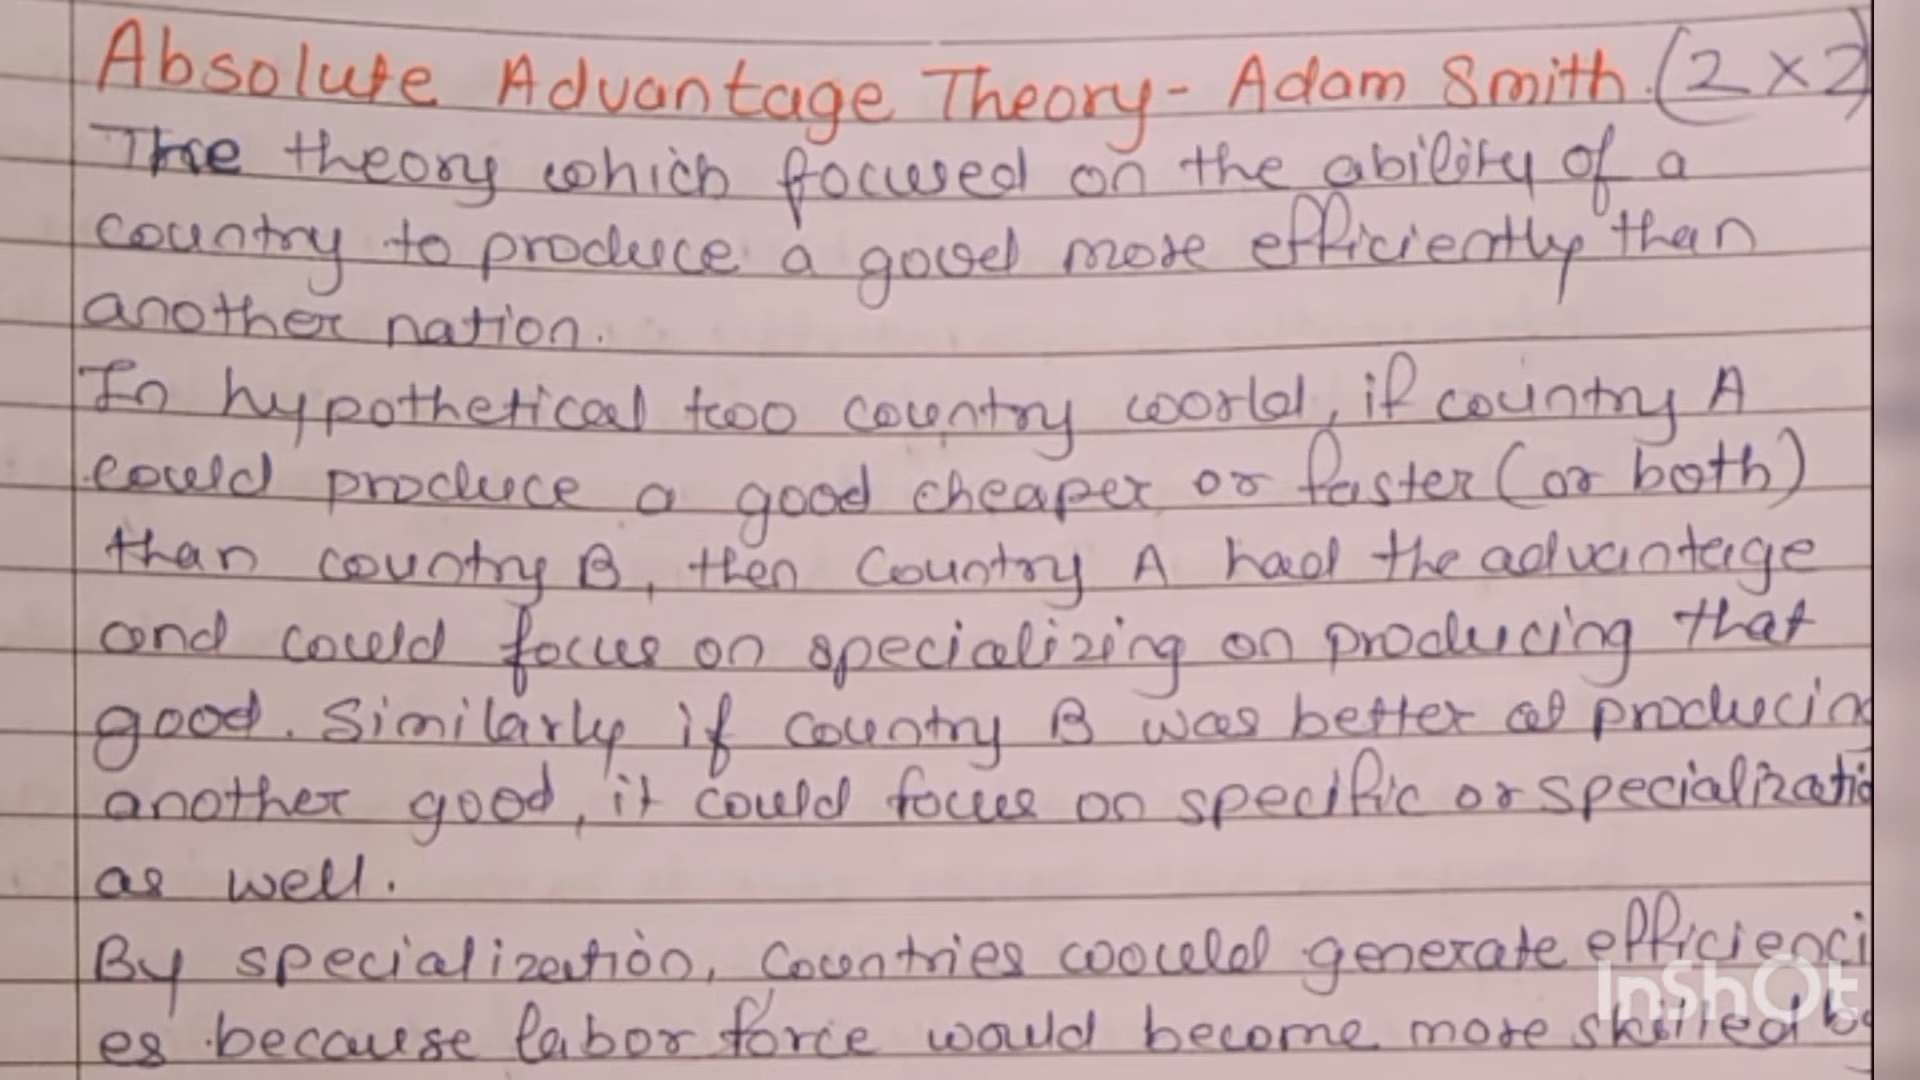 Absolute Advantage Theory - Adam Smith. (2 x 2)
The theory which focused on the ability of a
country to produce a good more efficiently than
another nation.
In hypothetical two country world, if country A
could produce a good cheaper or faster (or both)
than country B, then Country A had the advantage
and could focus on specializing on producing that
good. Similarly if country B was better at producing
another good, it could focus on specific or specializatio
as well.
By specialization, Countries woould generate efficienci
es because labor force would become more skilled b
InShOt